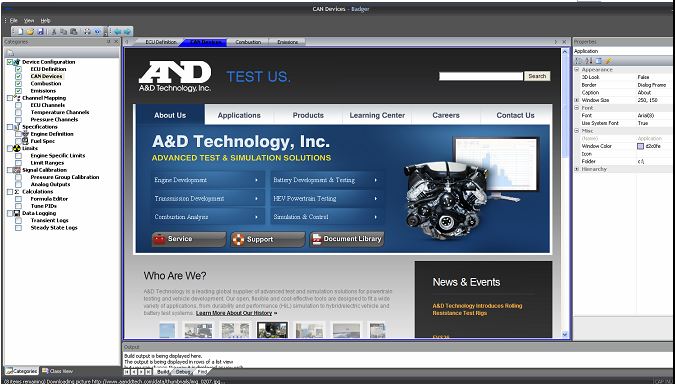 CAN Devices - Badger
File View Help
Categories
Device Configuration
ECU Definition
CAN Devices
Combustion
Emissions
Channel Mapping
ECU Channels
Temperature Channels
Pressure Channels
Specifications
Engine Definition
Fuel Spec
Limits
Engine Specific Limits
Limit Ranges
Signal Calibration
Pressure Group Calibration
Analog Outputs
Calculations
Formula Editor
Tune PIDs
Data Logging
Transient Logs
Steady State Logs
Categories Class View
ECU Definition CAN Devices Combustion Emissions
AND
A&D Technology, Inc.
TEST US.
Search
About Us Applications Products Learning Center Careers Contact Us
A&D Technology, Inc.
ADVANCED TEST & SIMULATION SOLUTIONS
Engine Development Battery Development & Testing
Transmission Development HEV Powertrain Testing
Combustion Analysis Simulation & Control
Service Support Document Library
Who Are We?
A&D Technology is a leading global supplier of advanced test and simulation solutions for powertrain
testing and vehicle development. Our open, flexible and cost-effective tools are designed to fit a wide
variety of applications, from durability and performance (HiL) simulation to hybrid/electric vehicle and
battery test systems. Learn More About Our History »
News & Events
A&D Technology Introduces Rolling
Resistance Test Rigs
Output
Build output is being displayed here.
The output is being displayed in rows of a list view
Build Debug Find
Properties
Application
Appearance
3D Look False
Border Dialog Frame
Caption About
Window Size 250, 150
Font
Font Arial(8)
Use System Font True
Misc
(Name) Application
Window Color d2c0fe
Icon
Folder c:\
Hierarchy
(8 items remaining) Downloading picture http://www.aanddtech.com/data/thumbnails/img_0207.jpg...